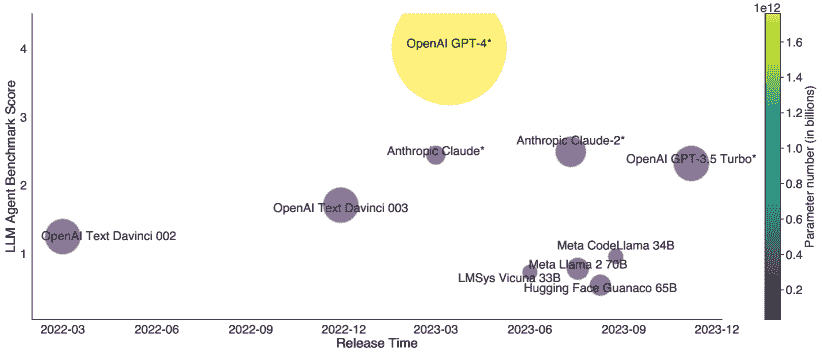 1e12
4
3
2
1
LLM Agent Benchmark Score
OpenAI GPT-4*
Anthropic Claude*
Anthropic Claude-2*
OpenAI GPT-3.5 Turbo*
OpenAI Text Davinci 003
OpenAI Text Davinci 002
Meta CodeLlama 34B
Meta Llama 2 70B
LMSys Vicuna 33B
Hugging Face Guanaco 65B
2022-03
2022-06
2022-09
2022-12
2023-03
2023-06
2023-09
2023-12
Release Time
1.6
1.4
1.2
1.0
0.8
0.6
0.4
0.2
Parameter number (in billions)